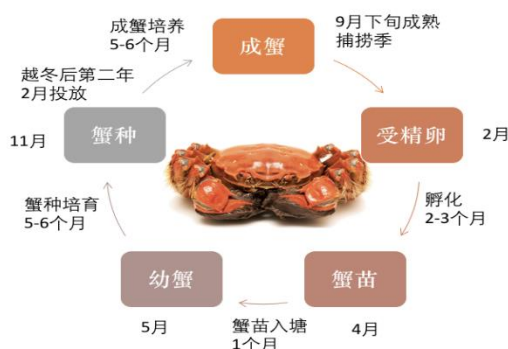 成蟹
9月下旬成熟
捕捞季
受精卵
2月
孵化
2-3个月
蟹苗
4月
蟹苗入塘
1个月
幼蟹
5月
蟹种培育
5-6个月
蟹种
11月
越冬后第二年
2月投放
成蟹培养
5-6个月